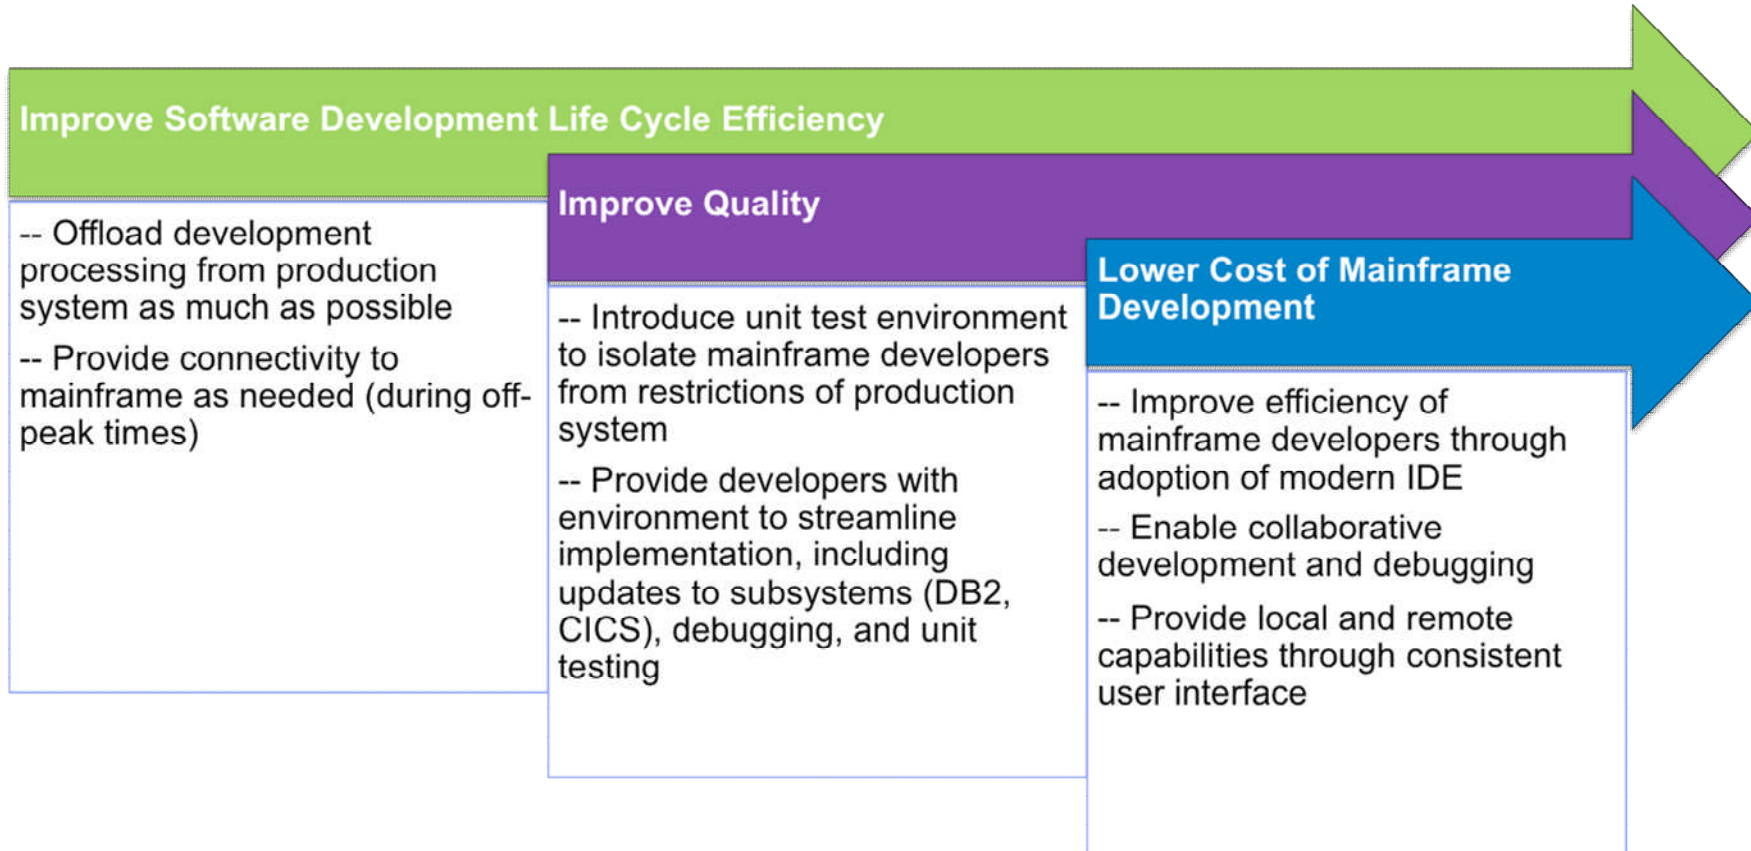 Improve Software Development Life Cycle Efficiency
-- Offload development
processing from production
system as much as possible
-- Provide connectivity to
mainframe as needed (during off-
peak times)
Improve Quality
-- Introduce unit test environment
to isolate mainframe developers
from restrictions of production
system
-- Provide developers with
environment to streamline
implementation, including
updates to subsystems (DB2,
CICS), debugging, and unit
testing
Lower Cost of Mainframe
Development
-- Improve efficiency of
mainframe developers through
adoption of modern IDE
-- Enable collaborative
development and debugging
-- Provide local and remote
capabilities through consistent
user interface